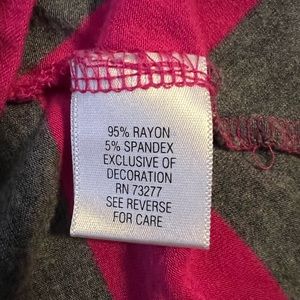 95% RAYON
5% SPANDEX
EXCLUSIVE OF
DECORATION
RN 73277
SEE REVERSE
FOR CARE